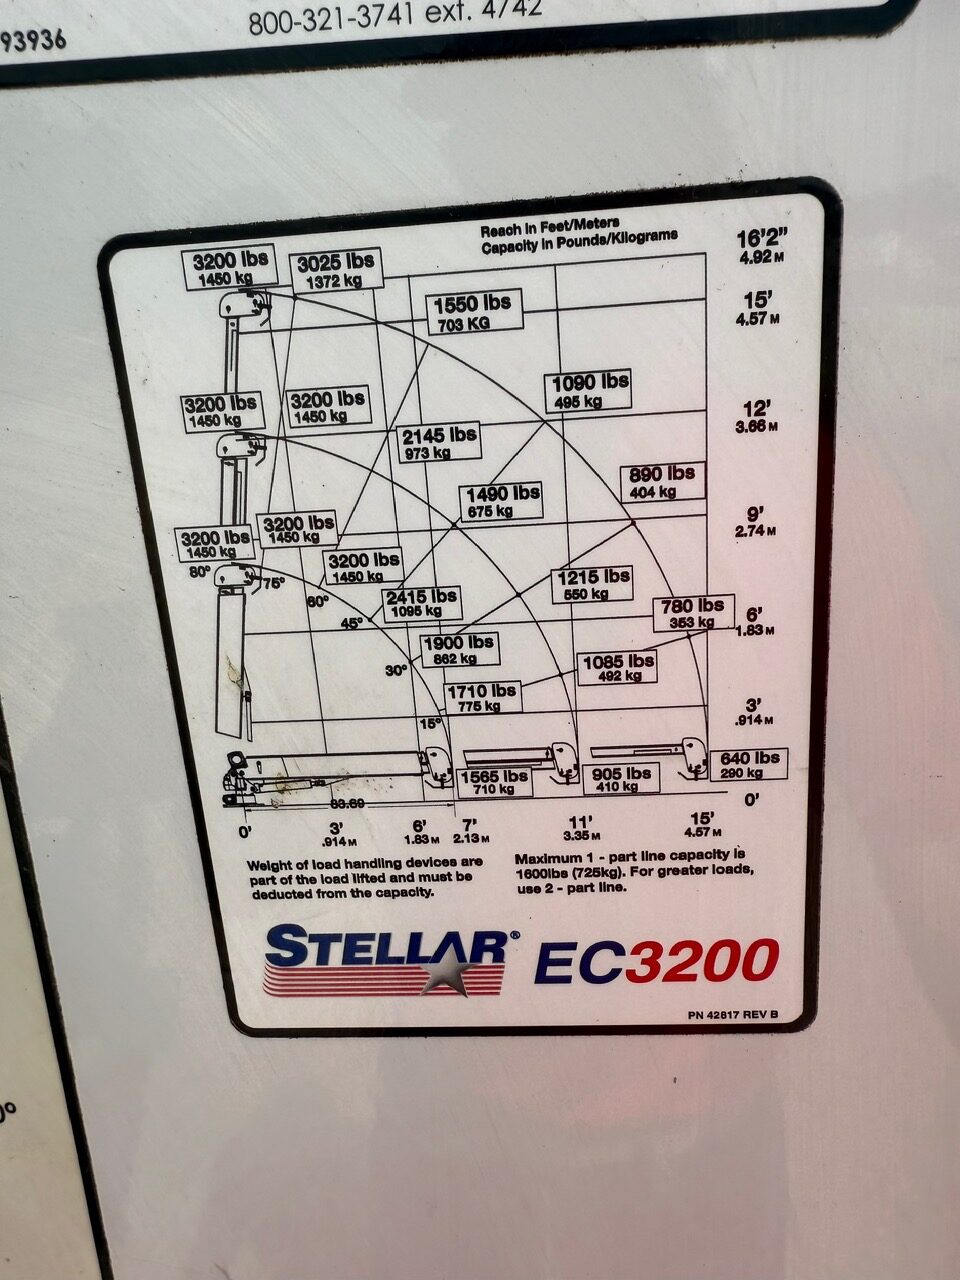 93936
800-321-3741 ext. 4742
Reach in Feet/Meters
Capacity in Pounds/Kilograms
16'2"
4.92 M
3200 lbs
1450 kg
3025 lbs
1372 kg
1550 lbs
703 KG
15'
4.57 M
1090 lbs
495 kg
3200 lbs
1450 kg
3200 lbs
1450 kg
12'
3.66 M
2145 lbs
973 kg
890 lbs
404 kg
1490 lbs
675 kg
9'
2.74 M
3200 lbs
1450 kg
3200 lbs
1450 kg
80°
75°
3200 lbs
1450 kg
60°
1215 lbs
550 kg
2415 lbs
1095 kg
45°
780 lbs
353 kg
6'
1.83 M
1900 lbs
862 kg
30°
1085 lbs
492 kg
1710 lbs
775 kg
15°
3'
.914 M
1565 lbs
710 kg
905 lbs
410 kg
640 lbs
290 kg
0'
83.69
0'
3'
.914 M
6'
1.83 M
7'
2.13 M
11'
3.35 M
15'
4.57 M
Weight of load handling devices are
part of the load lifted and must be
deducted from the capacity.
Maximum 1 - part line capacity is
1600lbs (725kg). For greater loads,
use 2 - part line.
STELLAR® EC3200
PN 42817 REV B